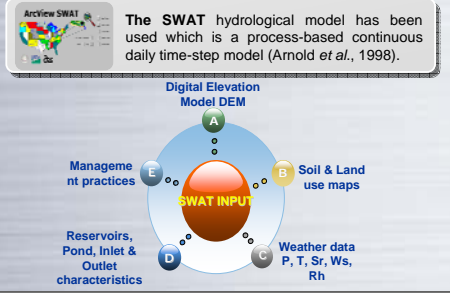 ArcView SWAT
The SWAT hydrological model has been
used which is a process-based continuous
daily time-step model (Arnold et al., 1998).
Digital Elevation
Model DEM
A
Manageme
nt practices
E
B
Soil & Land
use maps
SWAT INPUT
Reservoirs,
Pond, Inlet &
Outlet
characteristics
D
C
Weather data
P, T, Sr, Ws,
Rh